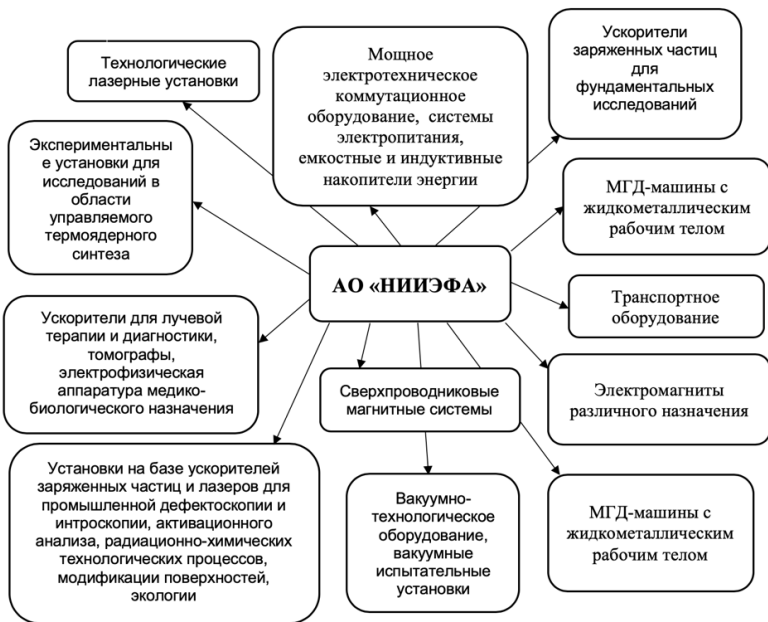 Технологические
лазерные установки
Мощное
электротехническое
коммутационное
оборудование, системы
электропитания,
емкостные и индуктивные
накопители энергии
Ускорители
заряженных частиц
для
фундаментальных
исследований
Экспериментальны
е установки для
исследований в
области
управляемого
термоядерного
синтеза
МГД-машины с
жидкометаллическим
рабочим телом
АО «НИИЭФА»
Транспортное
оборудование
Ускорители для лучевой
терапии и диагностики,
томографы,
электрофизическая
аппаратура медико-
биологического назначения
Сверхпроводниковые
магнитные системы
Электромагниты
различного назначения
Установки на базе ускорителей
заряженных частиц и лазеров для
промышленной дефектоскопии и
интроскопии, активационного
анализа, радиационно-химических
технологических процессов,
модификации поверхностей,
экологии
Вакуумно-
технологическое
оборудование,
вакуумные
испытательные
установки
МГД-машины с
жидкометаллическим
рабочим телом